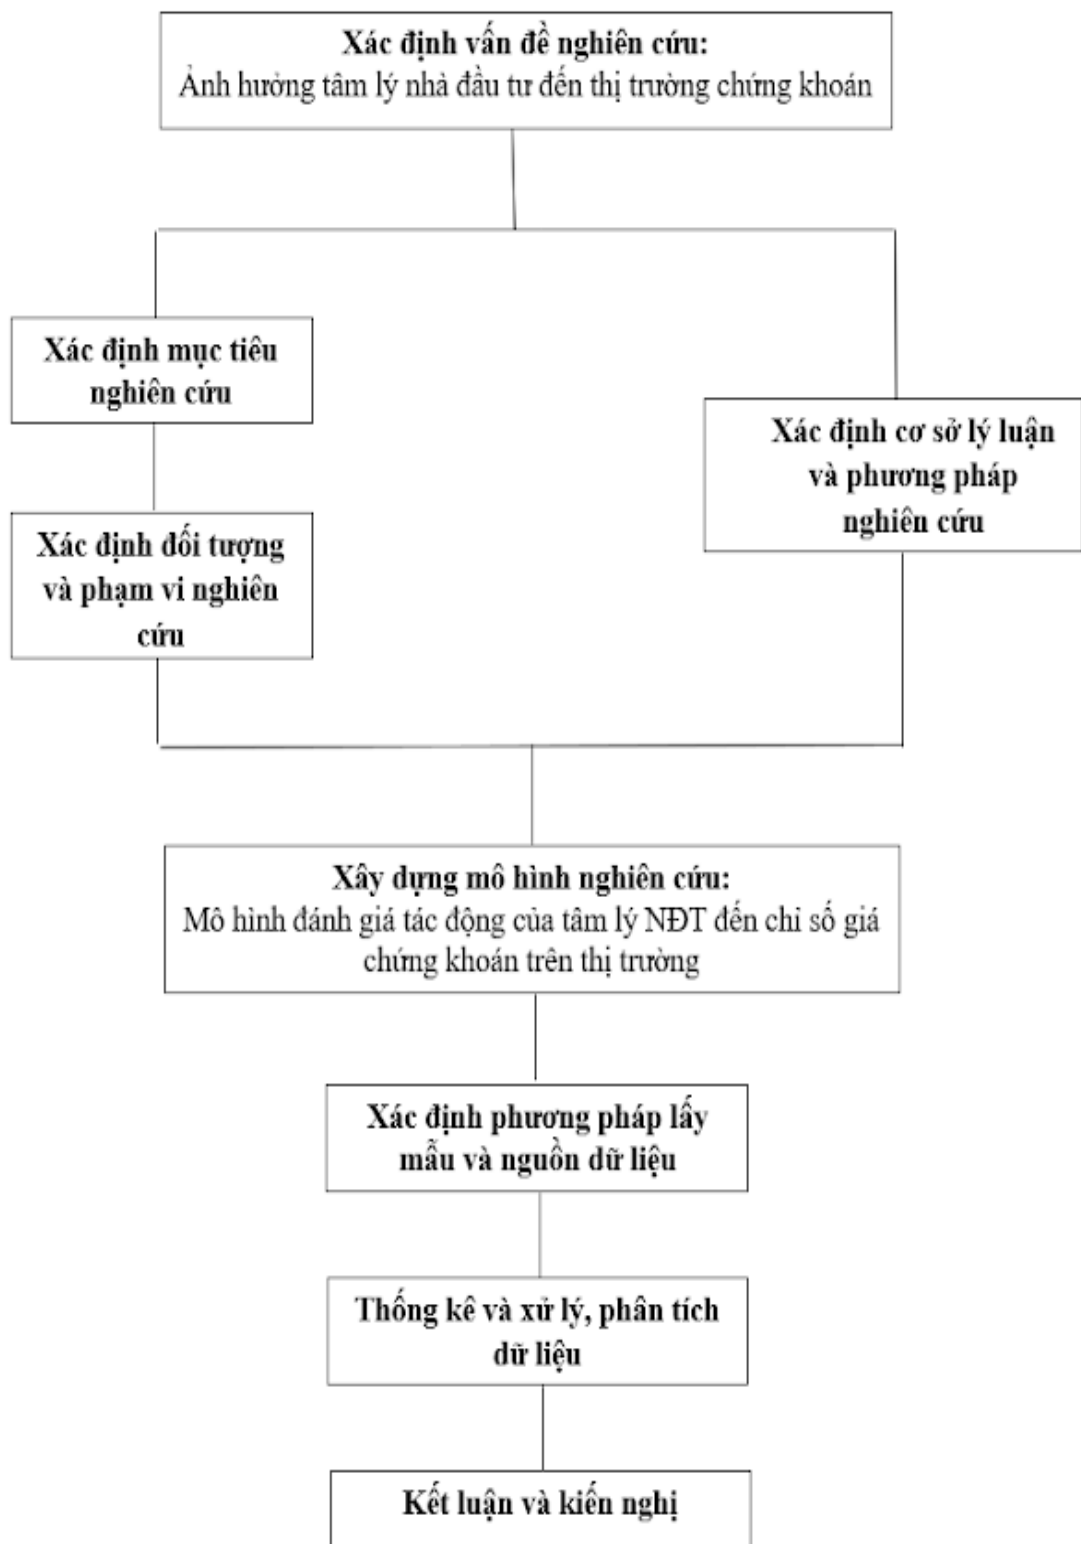 Xác định vấn đề nghiên cứu:
Ảnh hưởng tâm lý nhà đầu tư đến thị trường chứng khoán
Xác định mục tiêu
nghiên cứu
Xác định đối tượng
và phạm vi nghiên
cứu
Xác định cơ sở lý luận
và phương pháp
nghiên cứu
Xây dựng mô hình nghiên cứu:
Mô hình đánh giá tác động của tâm lý NĐT đến chỉ số giá
chứng khoán trên thị trường
Xác định phương pháp lấy
mẫu và nguồn dữ liệu
Thống kê và xử lý, phân tích
dữ liệu
Kết luận và kiến nghị